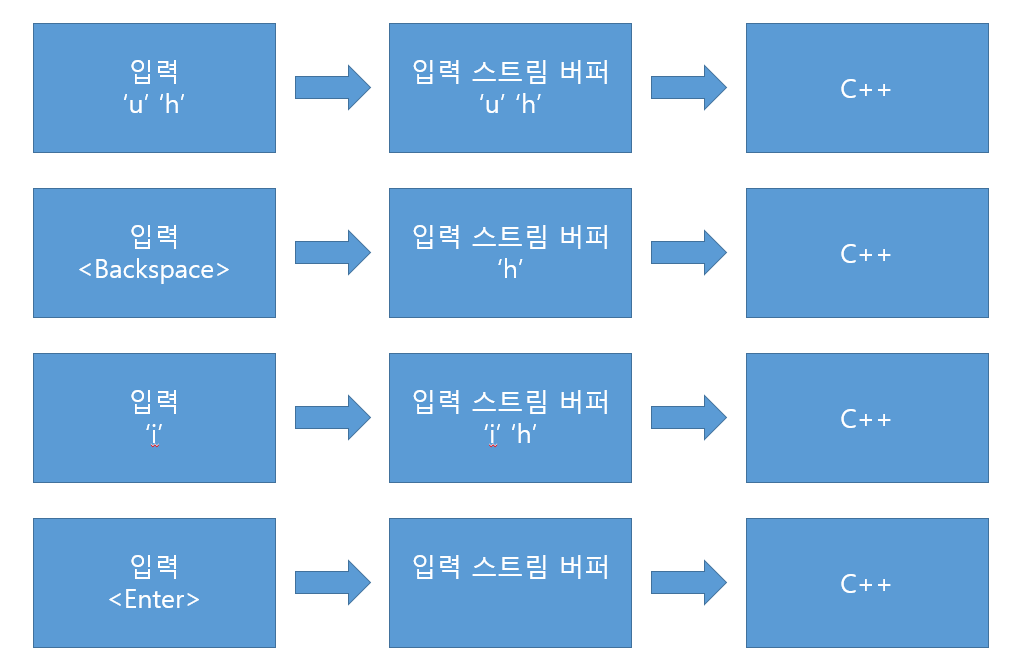 입력
‘u’ ‘h’
입력 스트림 버퍼
‘u’ ‘h’
C++
입력
<Backspace>
입력 스트림 버퍼
‘h’
C++
입력
‘i’
입력 스트림 버퍼
‘i’ ‘h’
C++
입력
<Enter>
입력 스트림 버퍼
C++